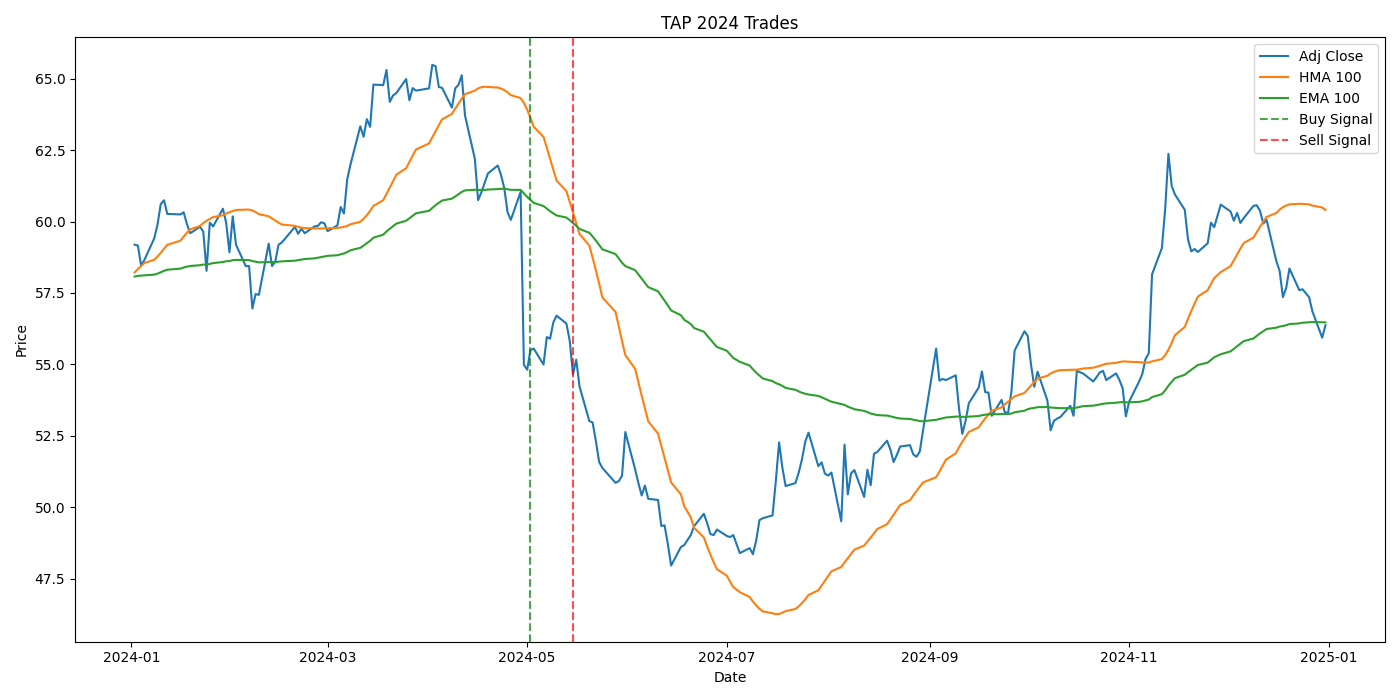 TAP 2024 Trades
Adj Close
HMA 100
EMA 100
Buy Signal
Sell Signal
Price
65.0
62.5
60.0
57.5
55.0
52.5
50.0
47.5
2024-01
2024-03
2024-05
2024-07
2024-09
2024-11
2025-01
Date